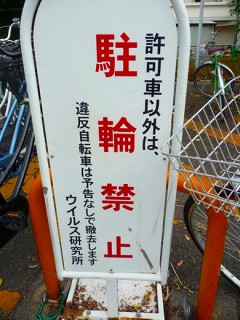 許可車以外は、
駐輪禁止
違反自転車は予告なしで撤去します
ウイルス研究所